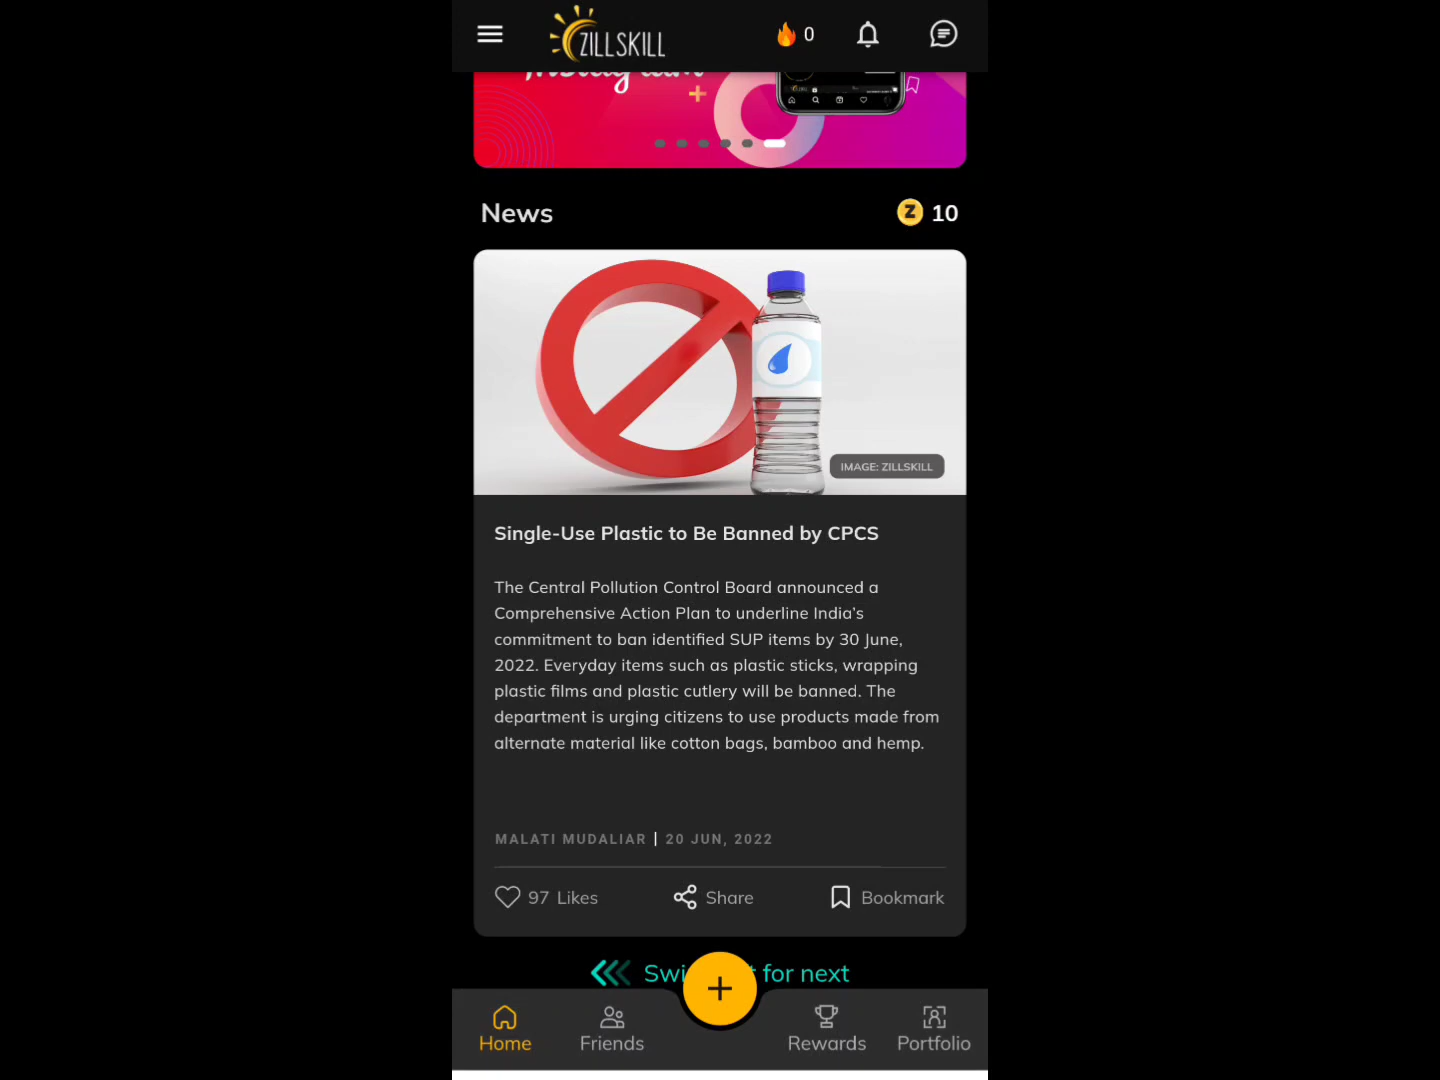 ZILLSKILL
0
Instagram
News
Z 10
IMAGE: ZILLSKILL
Single-Use Plastic to Be Banned by CPCS
The Central Pollution Control Board announced a
Comprehensive Action Plan to underline India's
commitment to ban identified SUP items by 30 June,
2022. Everyday items such as plastic sticks, wrapping
plastic films and plastic cutlery will be banned. The
department is urging citizens to use products made from
alternate material like cotton bags, bamboo and hemp.
MALATI MUDALIAR | 20 JUN, 2022
97 Likes Share Bookmark
for next
Home Friends Rewards Portfolio